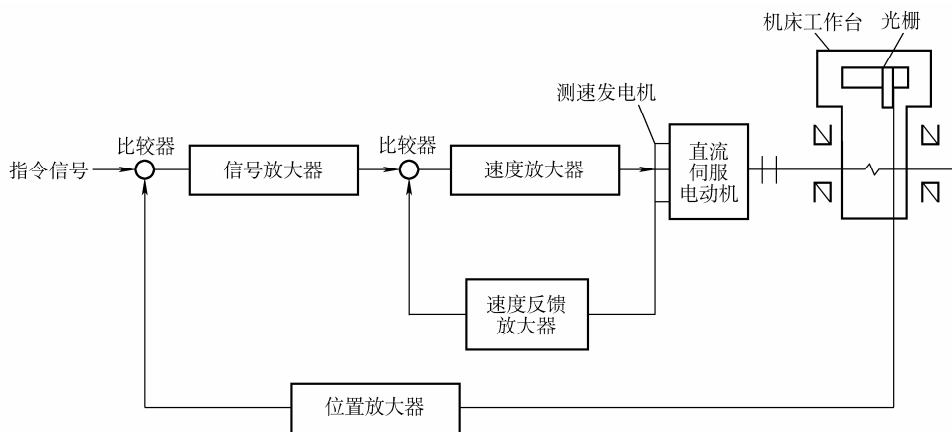 机床工作台
光栅
测速发电机
比较器
比较器
指令信号
信号放大器
速度放大器
直流
伺服
电动机
速度反馈
放大器
位置放大器